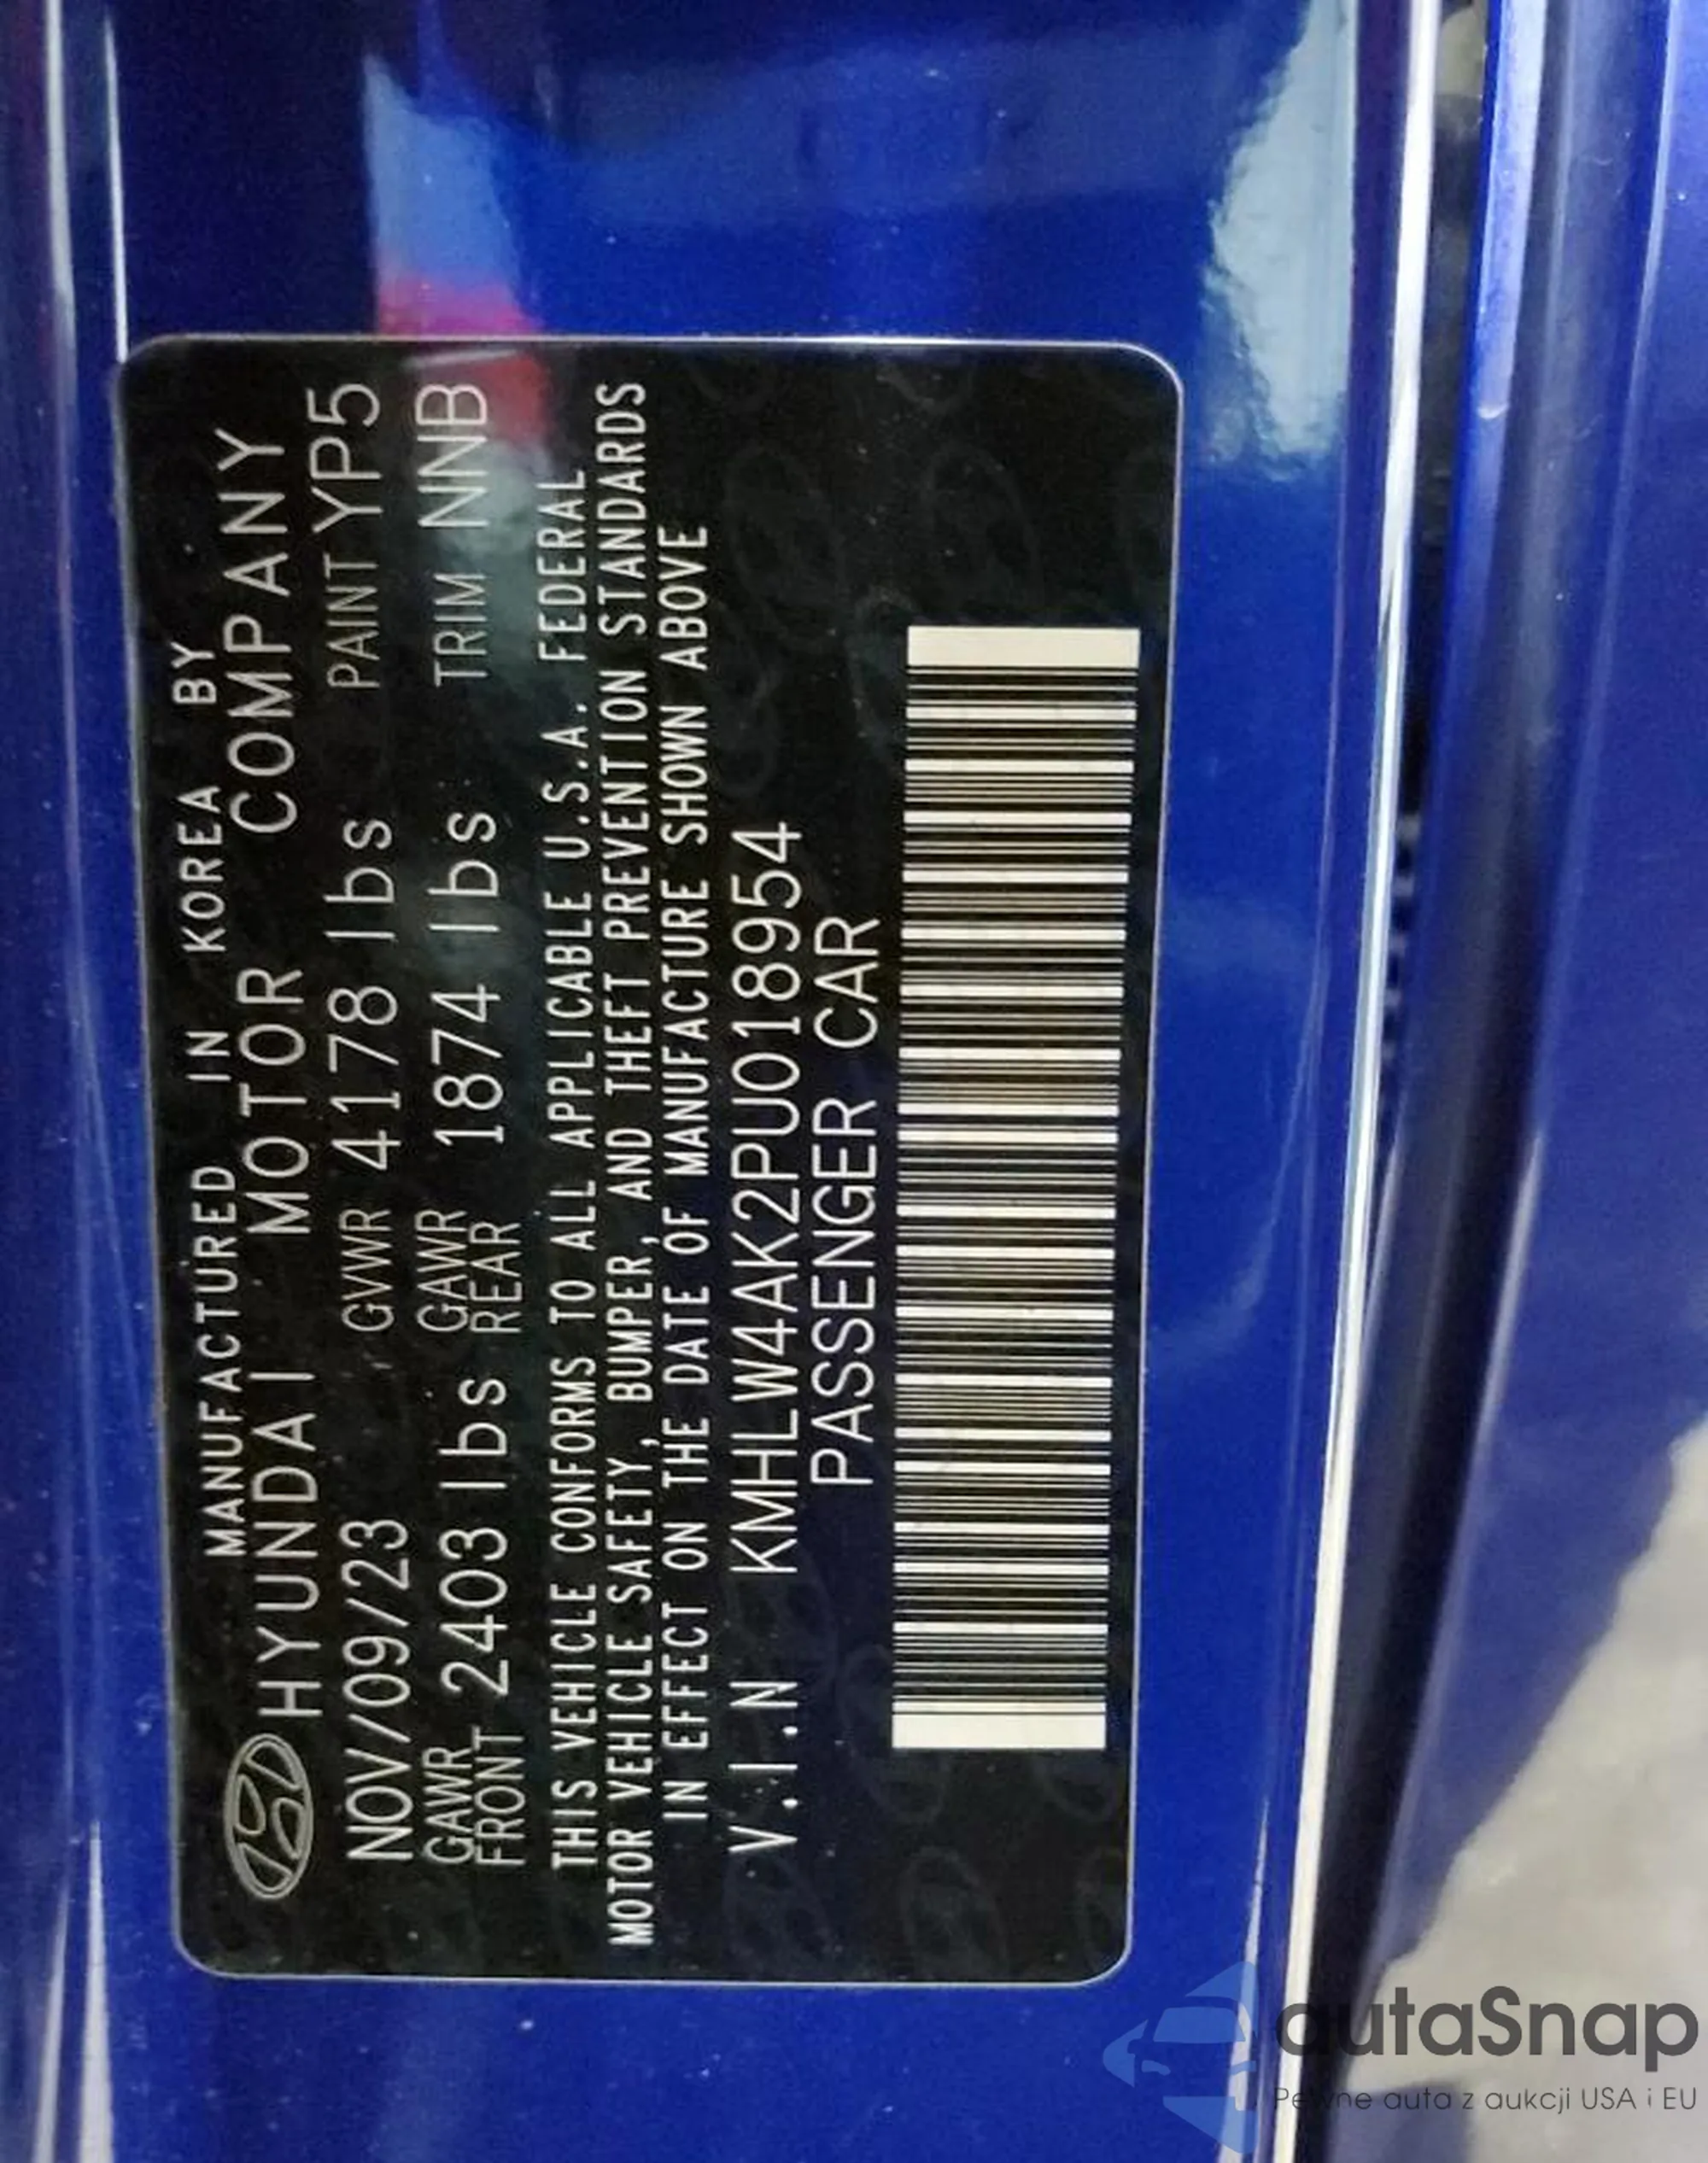 MANUFACTURED IN KOREA BY
HYUNDAI MOTOR COMPANY
NOV/09/23 GVWR 4178 lbs PAINT YP5
GAWR FRONT 2403 lbs GAWR REAR 1874 lbs TRIM NNB
THIS VEHICLE CONFORMS TO ALL APPLICABLE U.S.A. FEDERAL
MOTOR VEHICLE SAFETY, BUMPER, AND THEFT PREVENTION STANDARDS
IN EFFECT ON THE DATE OF MANUFACTURE SHOWN ABOVE
V.I.N KMHLW4AK2PU018954
PASSENGER CAR
autaSnap
Pewne auta z aukcji USA i EU